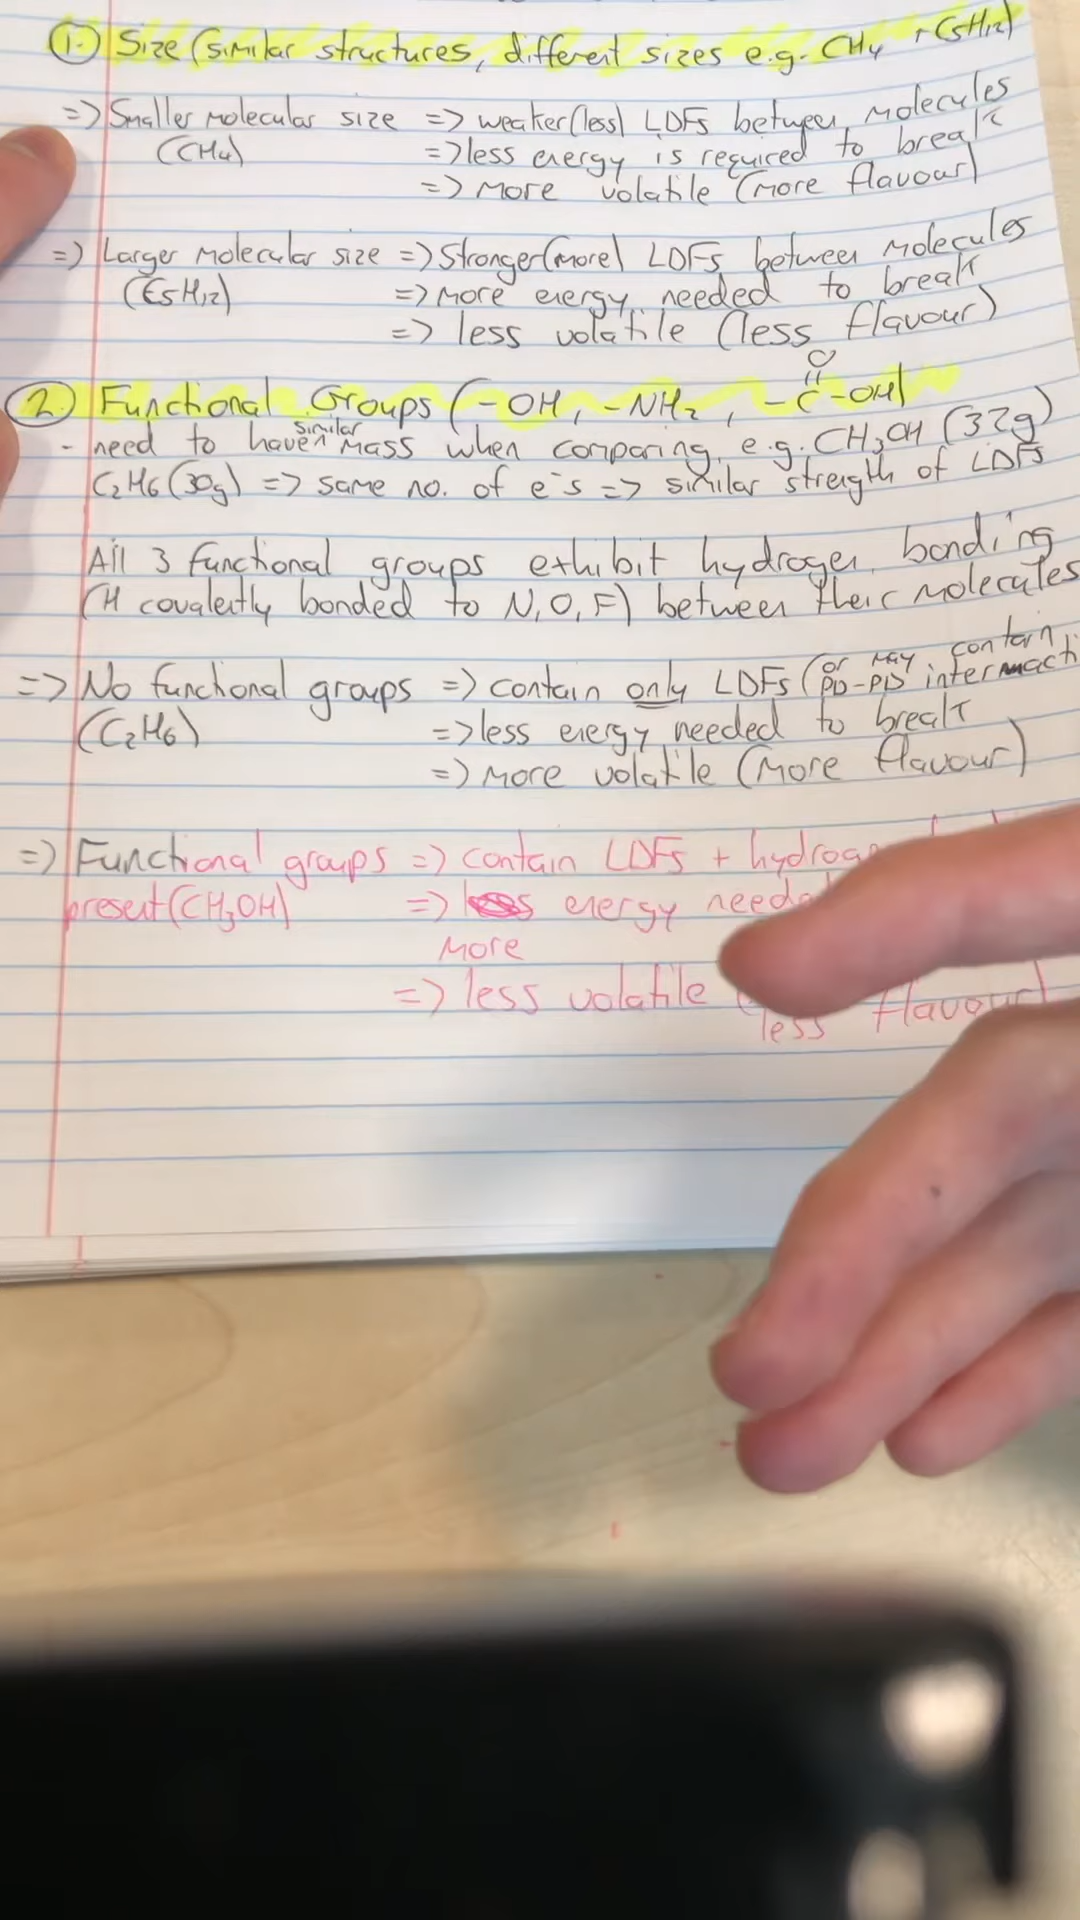 1. Size (similar structures, different sizes e.g. CH4, + C5H12)
=> Smaller molecular size => weaker (less) LDFs between molecules
(CH4) => less energy is required to break
=> more volatile (more flavour)
=> Larger molecular size => Stronger (more) LDFs between molecules
(C5H12) => more energy needed to break
=> less volatile (less flavour)
O
||
2. Functional Groups (-OH, -NH2, -C-OH)
similar
- need to have mass when comparing, e.g. CH3OH (32g)
C2H6 (30g) => same no. of e-s => similar strength of LDFs
All 3 functional groups exhibit hydrogen bonding
(H covalently bonded to N, O, F) between their molecules
or may contain
=> No functional groups => contain only LDFs (PD-PD
(C2H6) => less energy needed to break
=> more volatile (more flavour)
=> Functional groups => contain LDFs +
present (CH3OH) => energy
more
=> less volatile
less flavour)